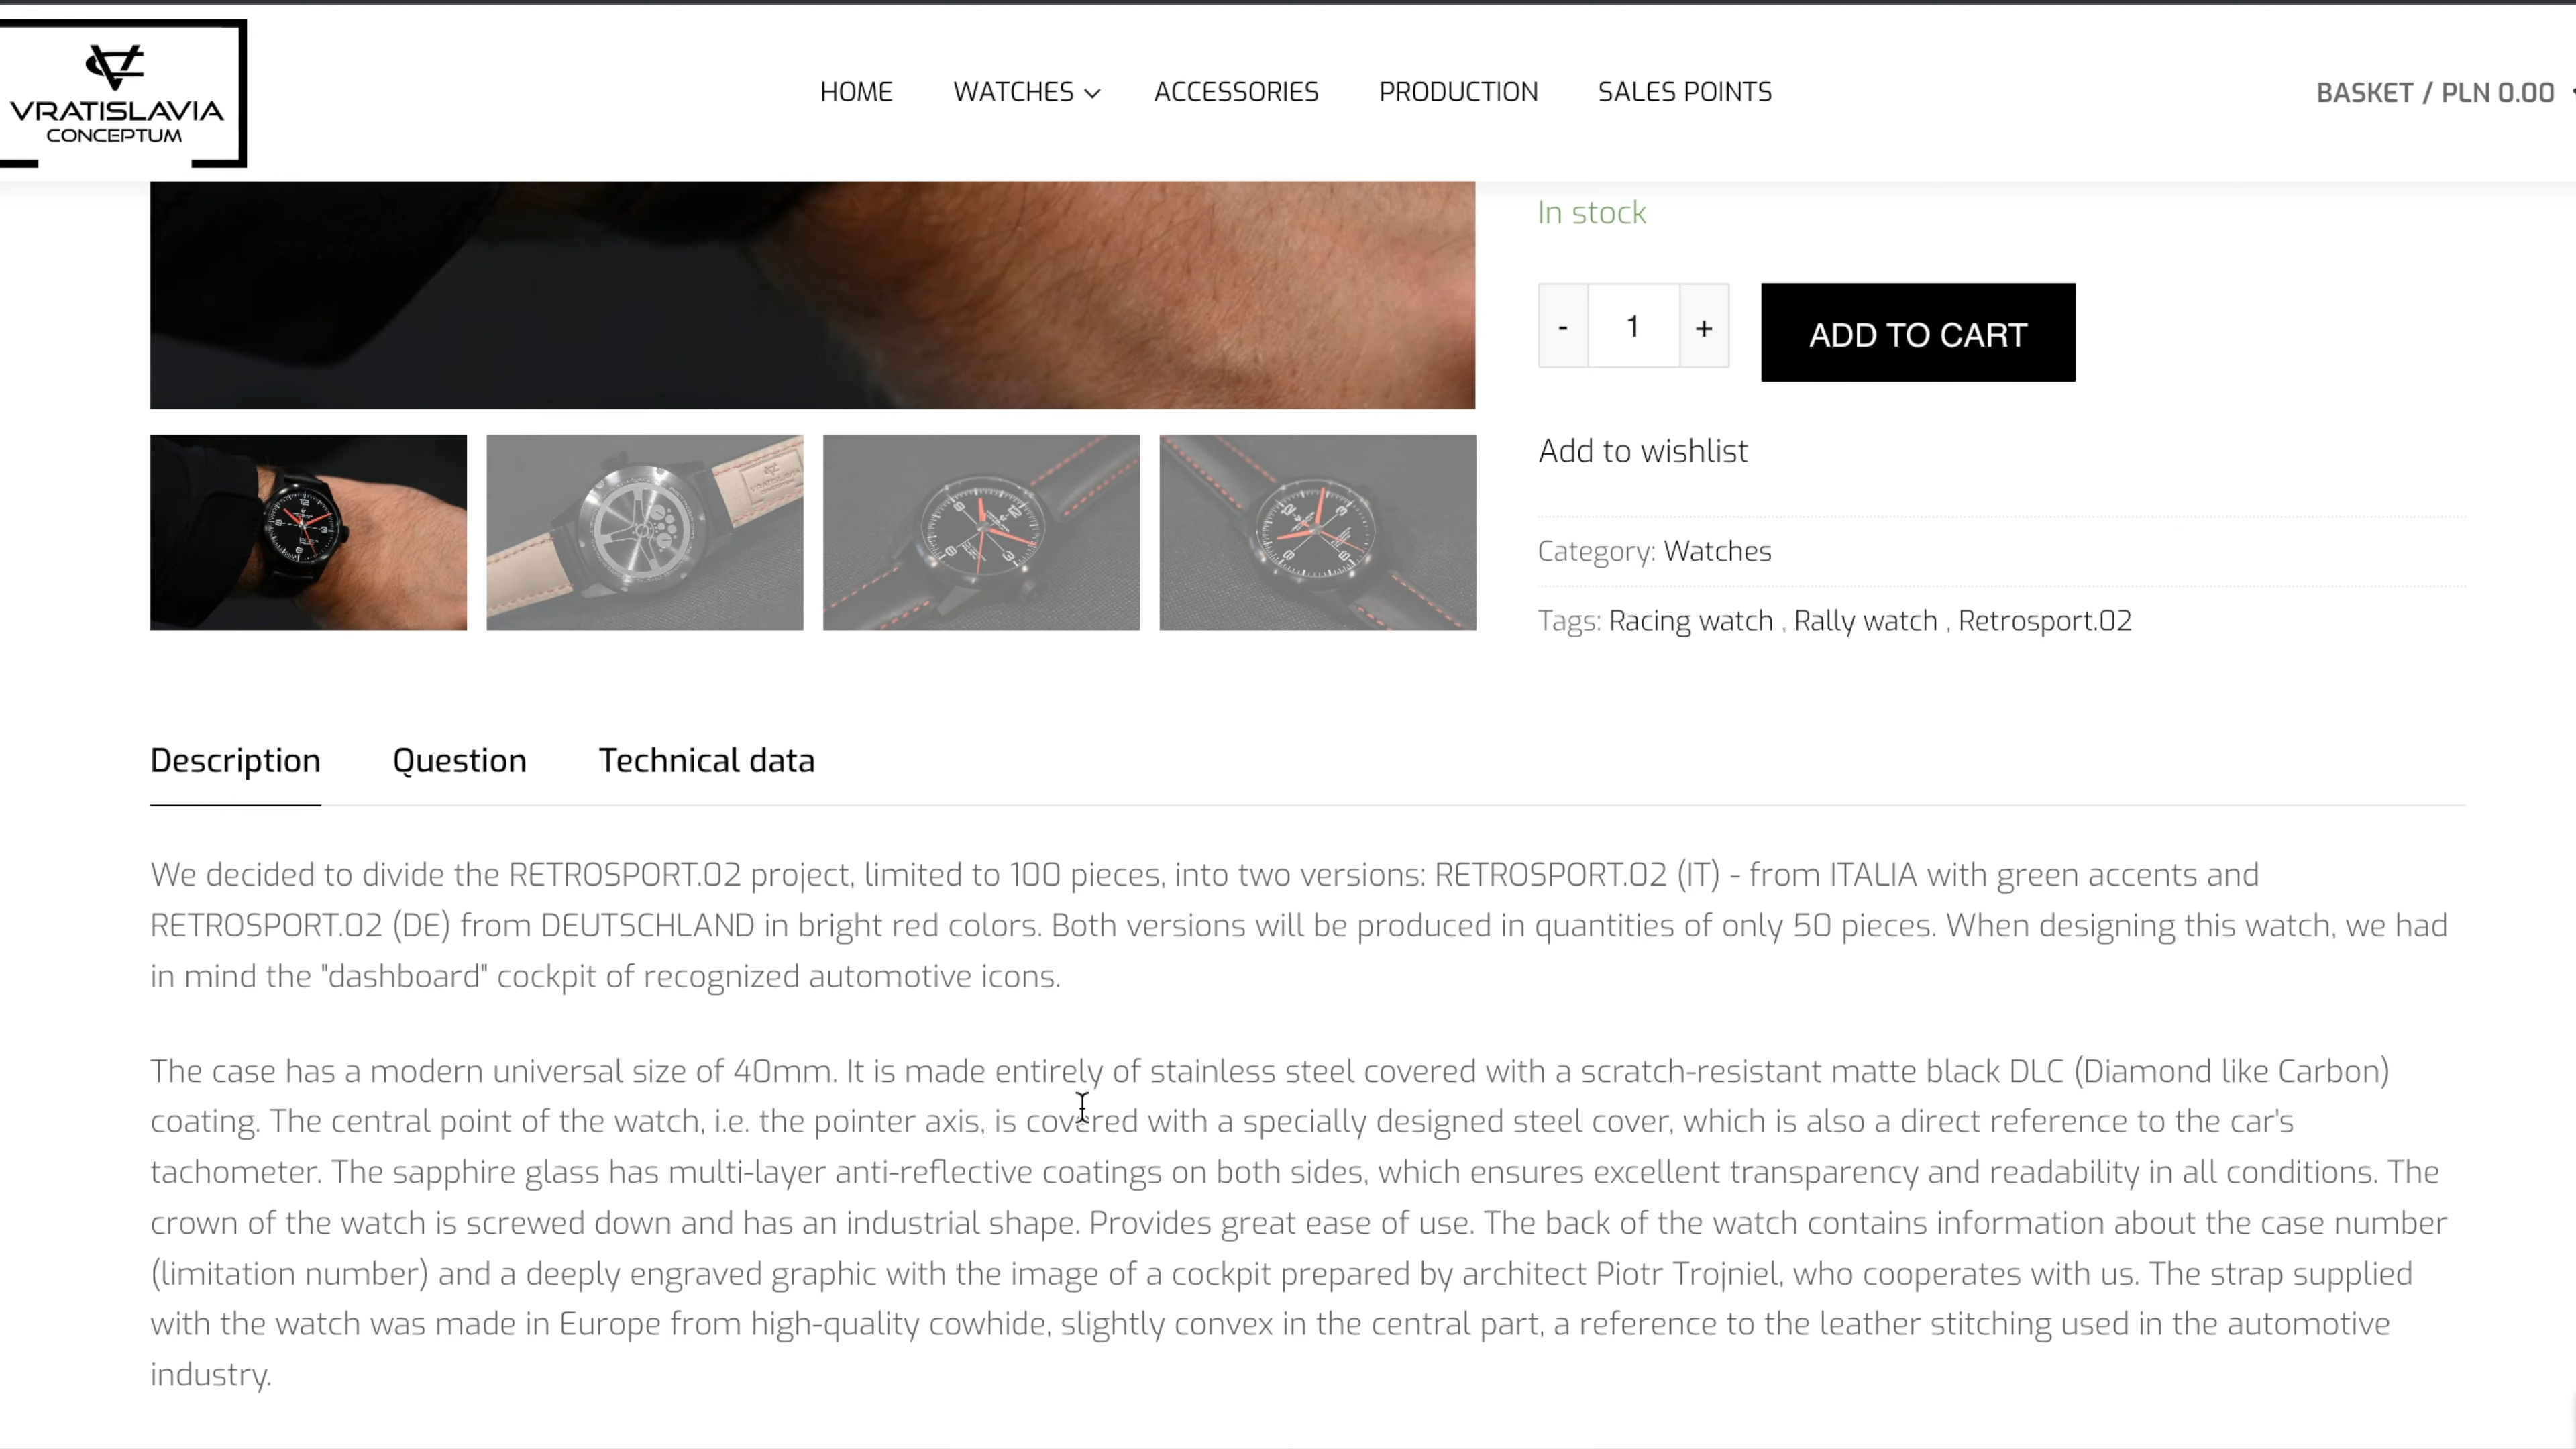 VRATISLAVIA
CONCEPTUM
HOME WATCHES ACCESSORIES PRODUCTION SALES POINTS
BASKET / PLN 0.00
In stock
- 1 + ADD TO CART
Add to wishlist
Category: Watches
Tags: Racing watch , Rally watch , Retrosport.02
Description Question Technical data
We decided to divide the RETROSPORT.02 project, limited to 100 pieces, into two versions: RETROSPORT.02 (IT) - from ITALIA with green accents and
RETROSPORT.02 (DE) from DEUTSCHLAND in bright red colors. Both versions will be produced in quantities of only 50 pieces. When designing this watch, we had
in mind the "dashboard" cockpit of recognized automotive icons.
The case has a modern universal size of 40mm. It is made entirely of stainless steel covered with a scratch-resistant matte black DLC (Diamond like Carbon)
coating. The central point of the watch, i.e. the pointer axis, is covered with a specially designed steel cover, which is also a direct reference to the car's
tachometer. The sapphire glass has multi-layer anti-reflective coatings on both sides, which ensures excellent transparency and readability in all conditions. The
crown of the watch is screwed down and has an industrial shape. Provides great ease of use. The back of the watch contains information about the case number
(limitation number) and a deeply engraved graphic with the image of a cockpit prepared by architect Piotr Trojniel, who cooperates with us. The strap supplied
with the watch was made in Europe from high-quality cowhide, slightly convex in the central part, a reference to the leather stitching used in the automotive
industry.